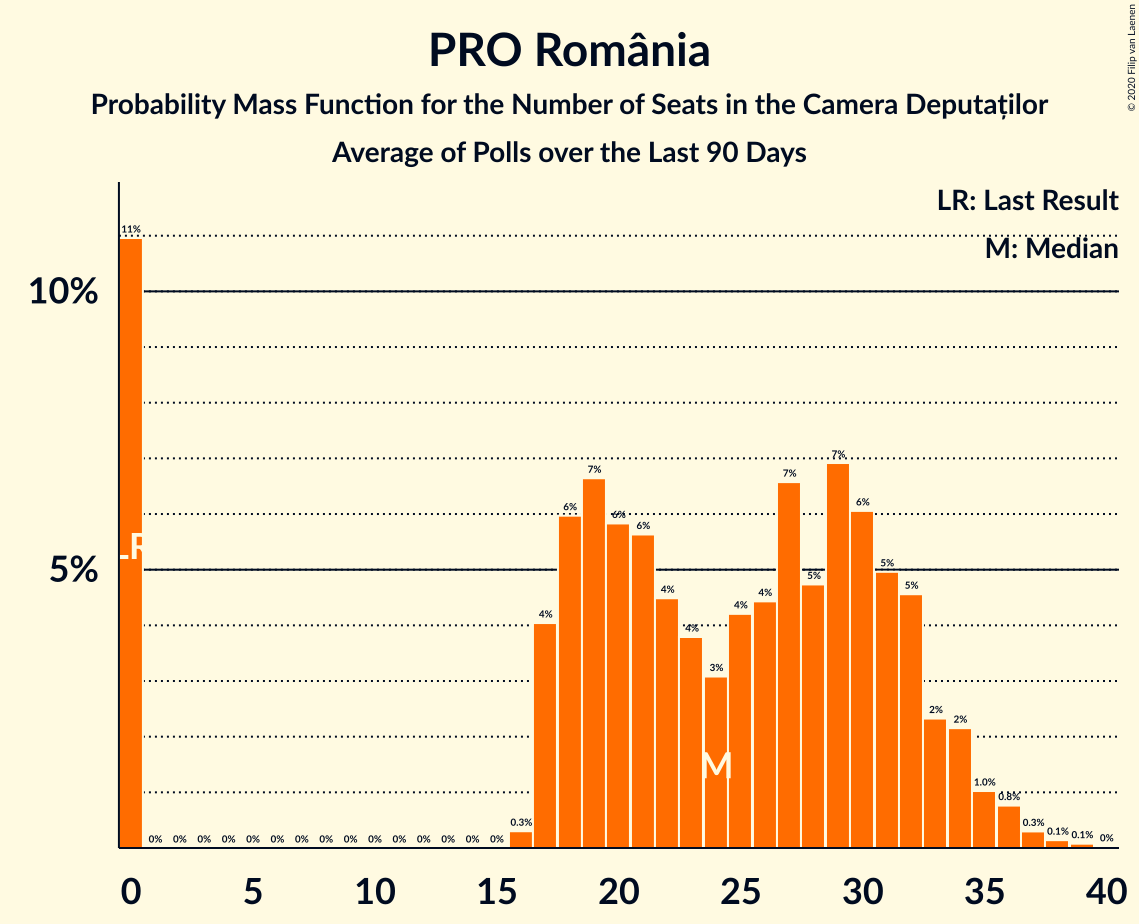 PRO România
Probability Mass Function for the Number of Seats in the Camera Deputaților
Average of Polls over the Last 90 Days
© 2020 Filip van Laenen
LR: Last Result
M: Median
10%
5%
11%
0% 0% 0% 0% 0% 0% 0% 0% 0% 0% 0% 0% 0% 0% 0% 0.3% 4% 6% 7% 6% 6% 4% 4% 3% 4% 4% 7% 5% 7% 6% 5% 5% 2% 2% 1.0% 0.8% 0.3% 0.1% 0.1% 0%
LR
M
0 5 10 15 20 25 30 35 40